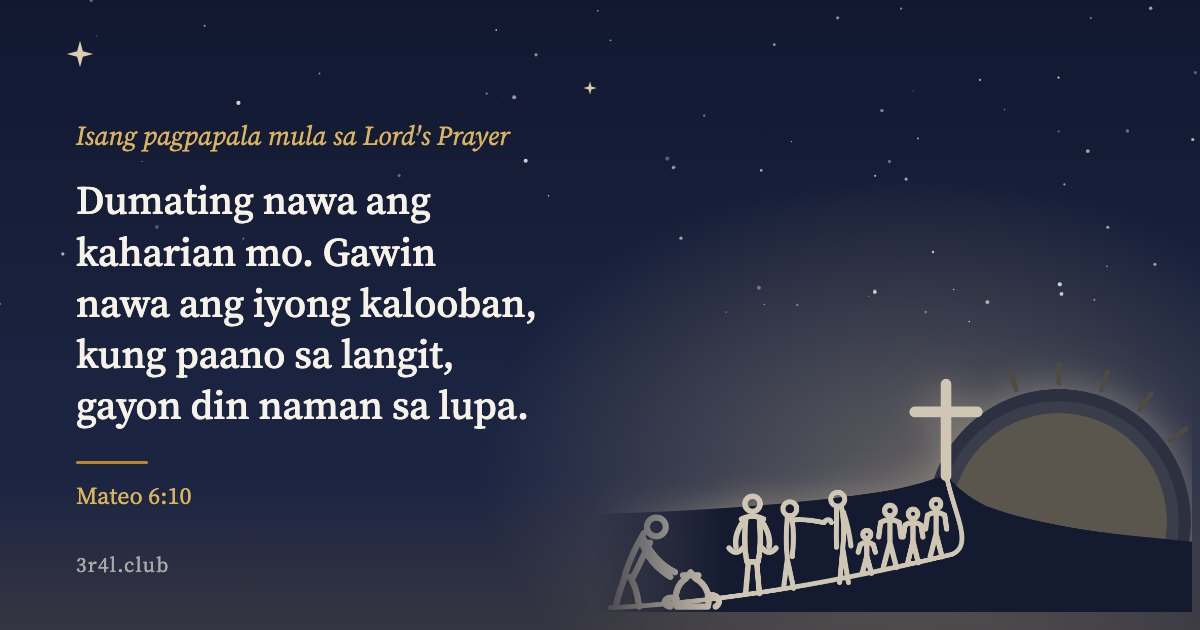 Isang pagpapala mula sa Lord's Prayer
Dumating nawa ang
kaharian mo. Gawin
nawa ang iyong kalooban,
kung paano sa langit,
gayon din naman sa lupa.
Mateo 6:10
3r4l.club